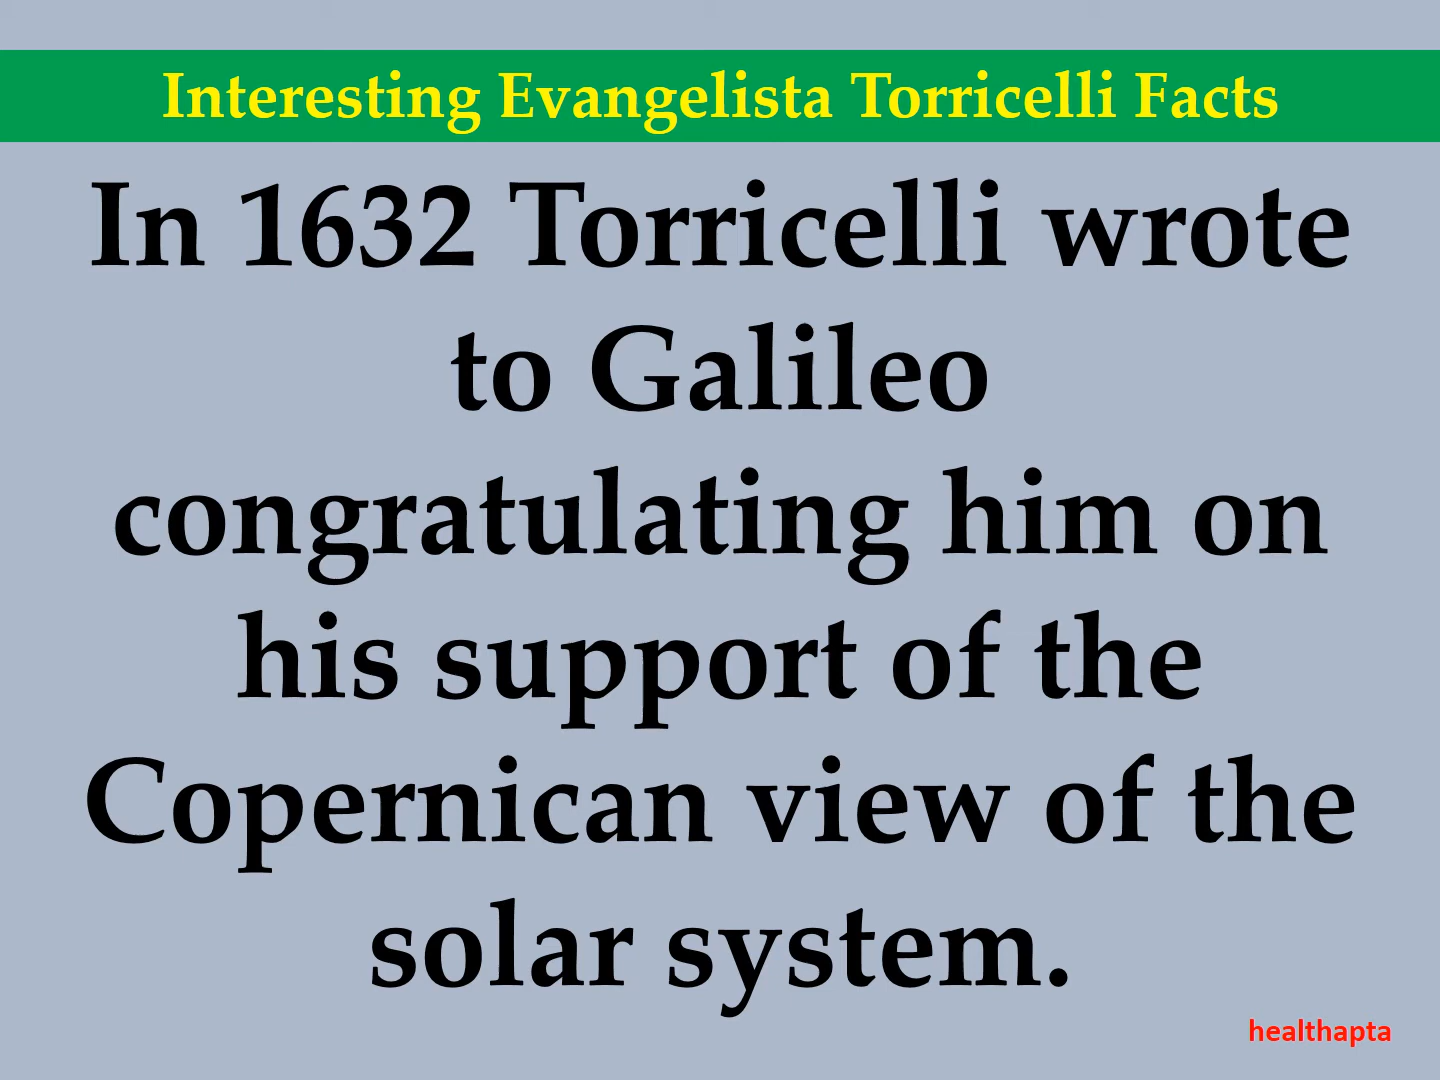 Interesting Evangelista Torricelli Facts
In 1632 Torricelli wrote
to Galileo
congratulating him on
his support of the
Copernican view of the
solar system.
healthapta